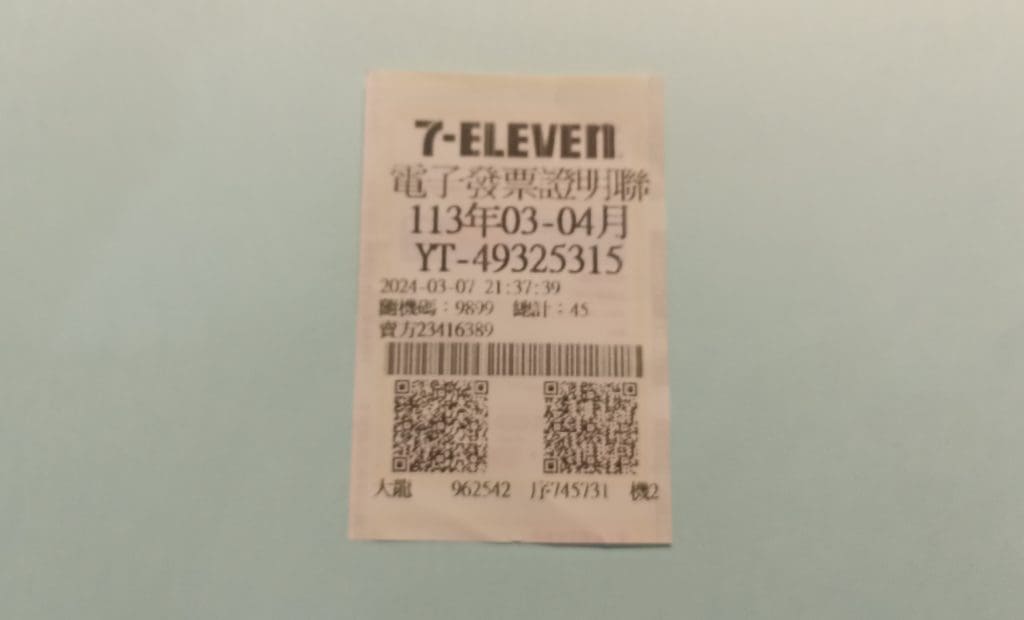 7-ELEVEN
電子發票證明聯
113年03-04月
YT-49325315
2024-03-07 21:37:39
隨機碼：9899 總計：45
賣方23416389
大龍 962542 序745731 機2